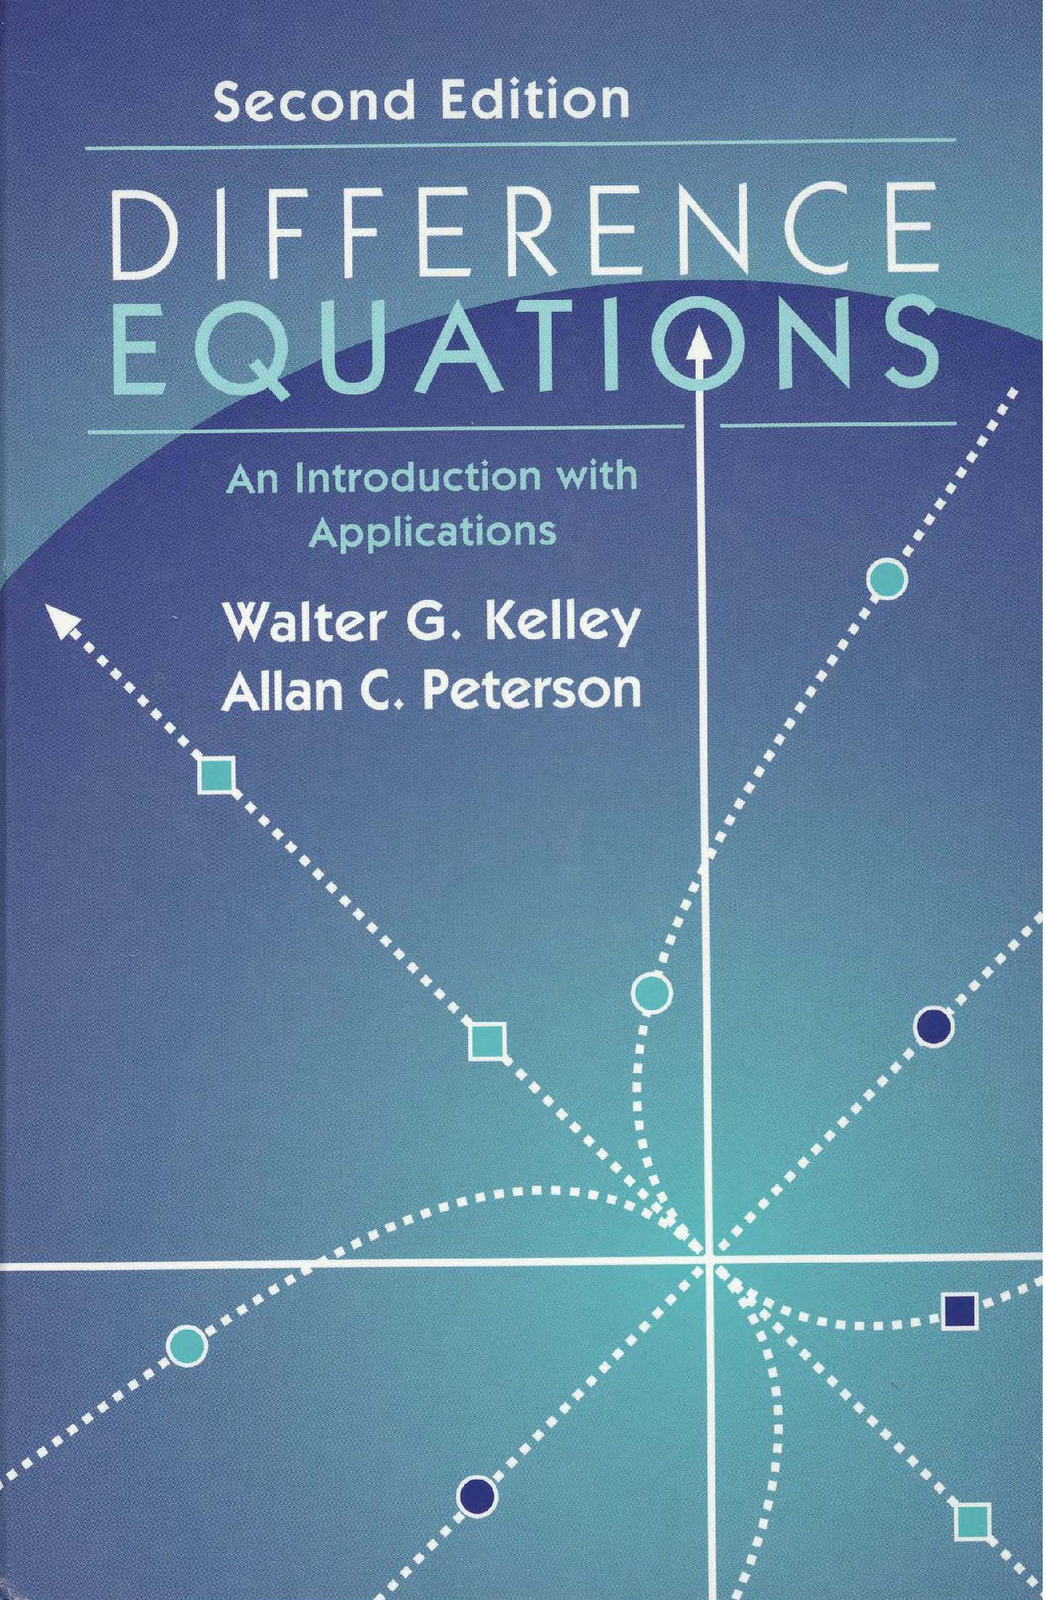 Second Edition
DIFFERENCE
EQUATIONS
An Introduction with
Applications
Walter G. Kelley
Allan C. Peterson